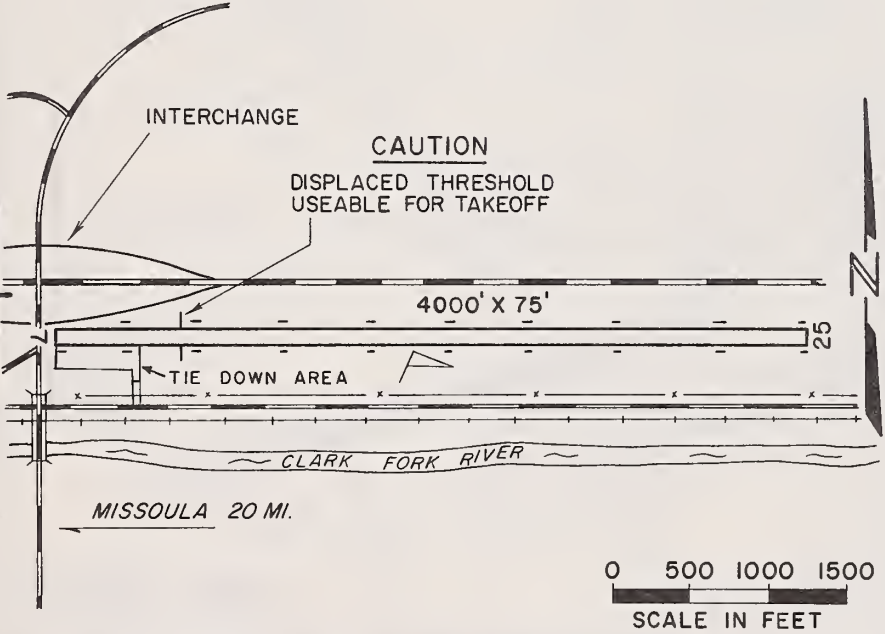 INTERCHANGE
CAUTION
DISPLACED THRESHOLD
USEABLE FOR TAKEOFF
N
4000' X 75'
7
25
TIE DOWN AREA
CLARK FORK RIVER
MISSOULA 20 MI.
0 500 1000 1500
SCALE IN FEET